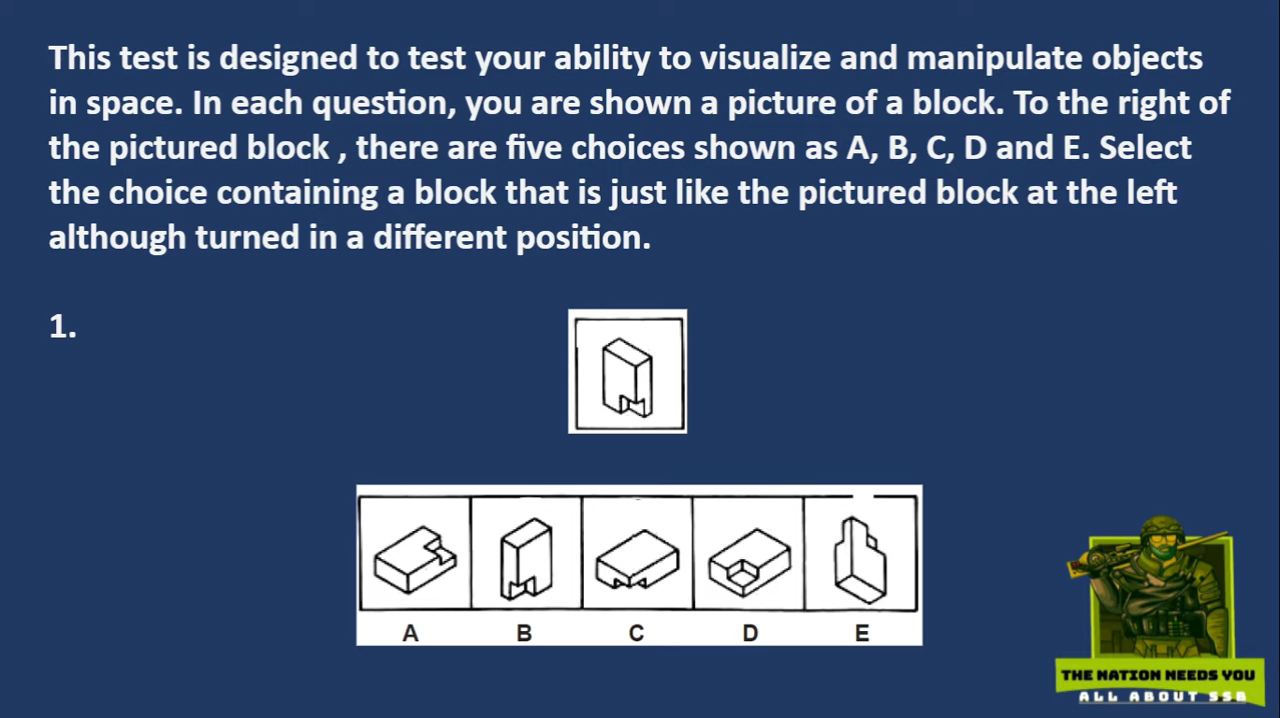 This test is designed to test your ability to visualize and manipulate objects
in space. In each question, you are shown a picture of a block. To the right of
the pictured block , there are five choices shown as A, B, C, D and E. Select
the choice containing a block that is just like the pictured block at the left
although turned in a different position.
1.
A B C D E
THE NATION NEEDS YOU
ALL ABOUT SSB